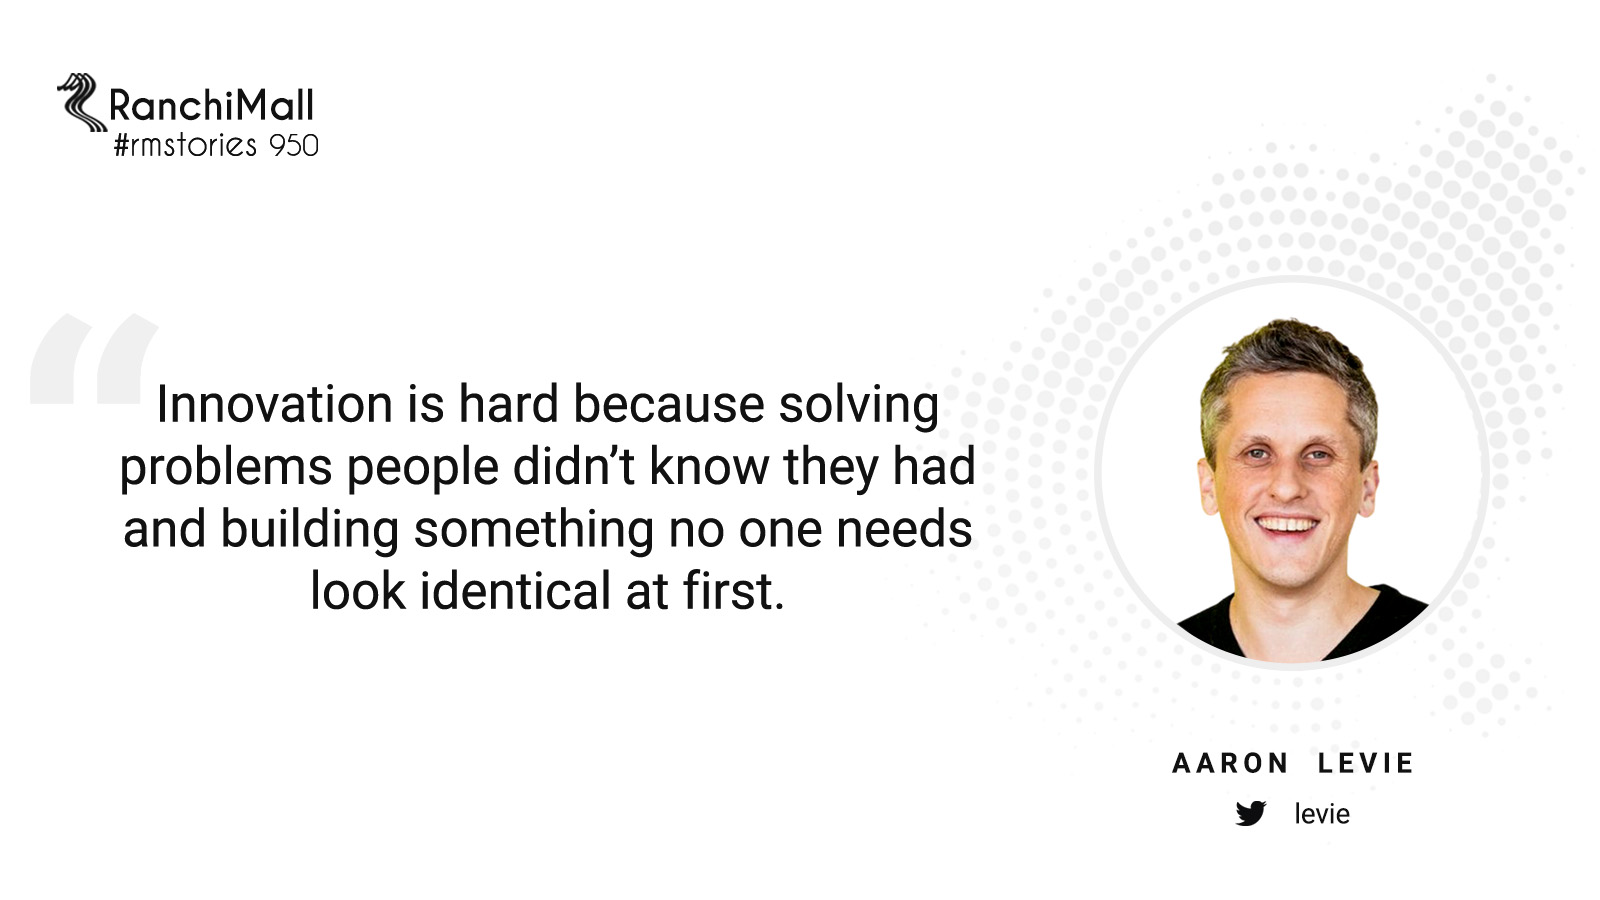 RanchiMall
#rmstories 950
“
Innovation is hard because solving
problems people didn’t know they had
and building something no one needs
look identical at first.
AARON LEVIE
levie